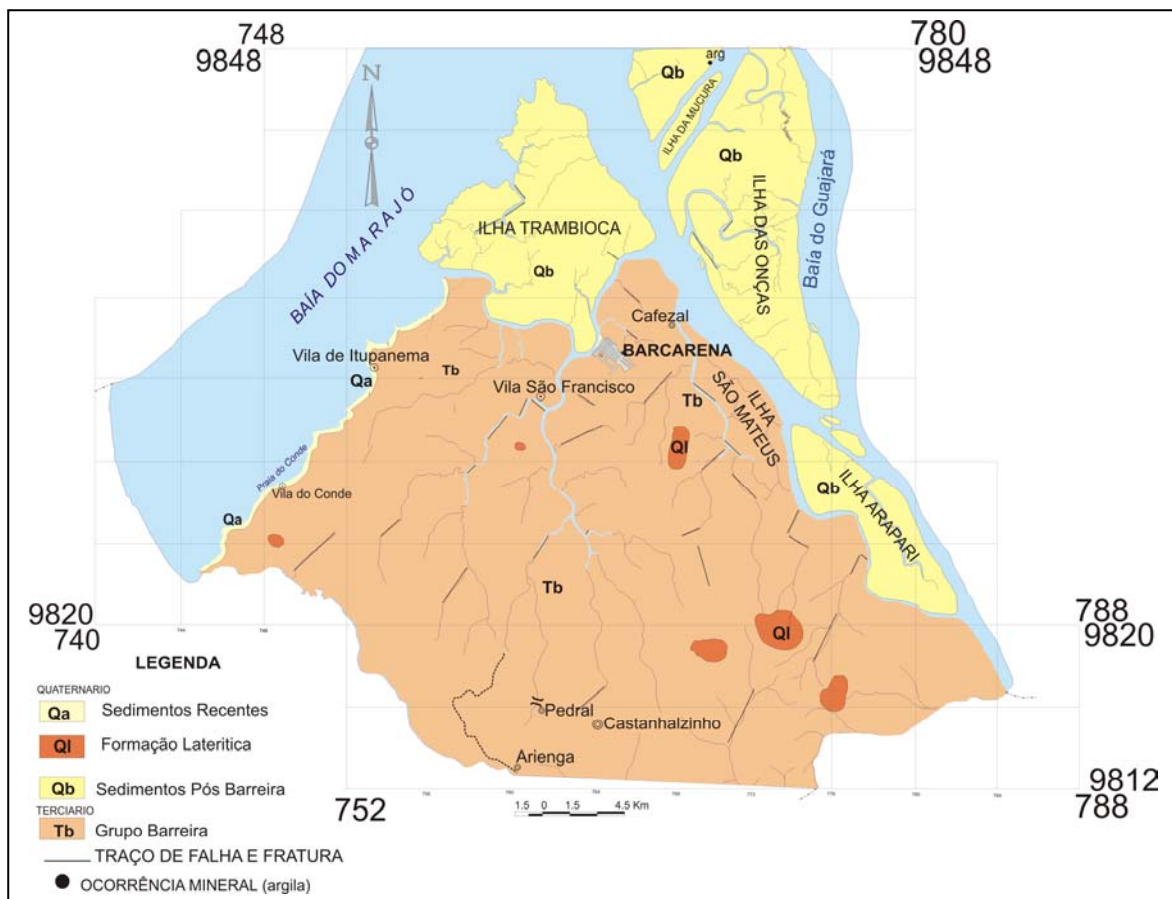 748
9848
780
9848
N
arg
Qb
ILHA DA MUCURA
Qb
ILHA DAS ONÇAS
Baía do Guajará
ILHA TRAMBIOCA
Qb
BAÍA DO MARAJÓ
Cafezal
BARCARENA
Vila de Itupanema
Qa
Tb
Vila São Francisco
Tb
ILHA
SÃO MATEUS
Ql
Praia do Conde
Vila do Conde
Qa
Qb
ILHA ARAPARI
Tb
9820
740
788
9820
Ql
LEGENDA
QUATERNARIO
Qa Sedimentos Recentes
Ql Formação Lateritica
Qb Sedimentos Pós Barreira
TERCIARIO
Tb Grupo Barreira
TRAÇO DE FALHA E FRATURA
OCORRÊNCIA MINERAL (argila)
Pedral
Castanhalzinho
Arienga
752
1.5 0 1.5 4.5 Km
9812
788